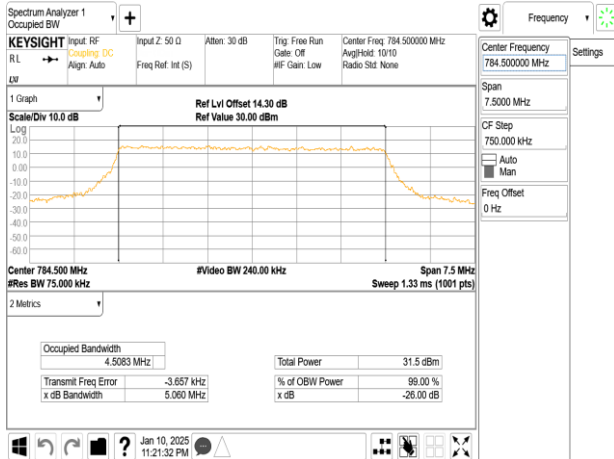 Spectrum Analyzer 1
Occupied BW
Frequency
KEYSIGHT
Input: RF
Input Z: 50 Ω
Atten: 30 dB
Trig: Free Run
Center Freq: 784.500000 MHz
RL
Coupling: DC
Gate: Off
Avg|Hold: 10/10
Align: Auto
Freq Ref: Int (S)
#IF Gain: Low
Radio Std: None
LXI
Center Frequency
784.500000 MHz
Settings
Span
7.5000 MHz
CF Step
750.000 kHz
Auto
Man
Freq Offset
0 Hz
1 Graph
Ref Lvl Offset 14.30 dB
Scale/Div 10.0 dB
Ref Value 30.00 dBm
Log
20.0
10.0
0.00
-10.0
-20.0
-30.0
-40.0
-50.0
-60.0
Center 784.500 MHz
#Video BW 240.00 kHz
Span 7.5 MHz
#Res BW 75.000 kHz
Sweep 1.33 ms (1001 pts)
2 Metrics
Occupied Bandwidth
4.5083 MHz
Total Power
31.5 dBm
Transmit Freq Error
-3.657 kHz
% of OBW Power
99.00 %
x dB Bandwidth
5.060 MHz
x dB
-26.00 dB
?
Jan 10, 2025
11:21:32 PM